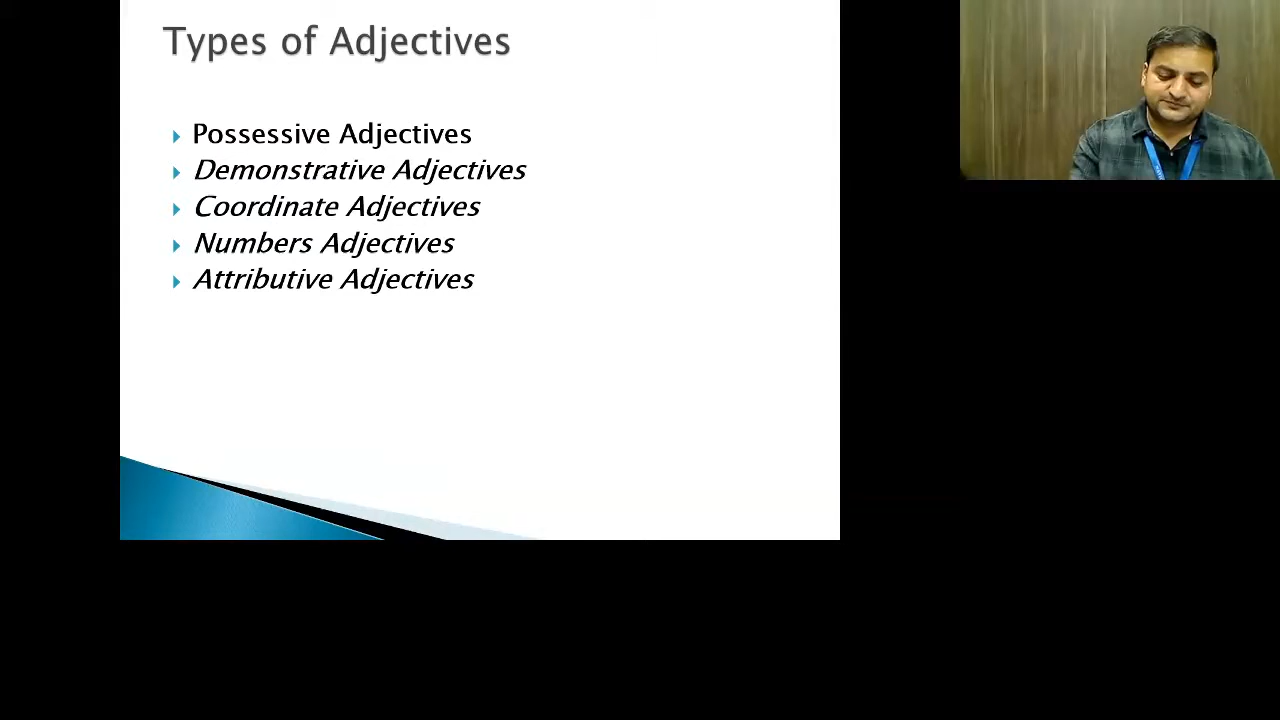 Types of Adjectives
Possessive Adjectives
Demonstrative Adjectives
Coordinate Adjectives
Numbers Adjectives
Attributive Adjectives